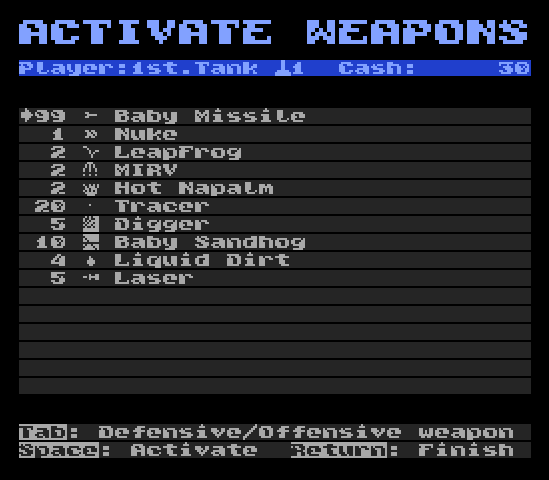 ACTIVATE WEAPONS
Player:1st.Tank 1 Cash: 30
99 Baby Missile
1 Nuke
2 LeapFrog
2 MIRV
2 Hot Napalm
20 Tracer
5 Digger
10 Baby Sandhog
4 Liquid Dirt
5 Laser
Tab: Defensive/Offensive weapon
Space: Activate Return: Finish